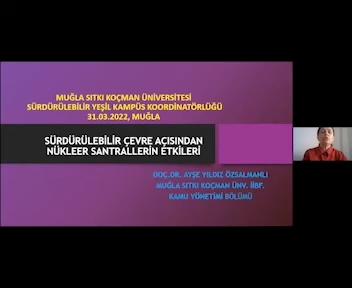 MUĞLA SITKI KOÇMAN ÜNİVERSİTESİ
SÜRDÜRÜLEBİLİR YEŞİL KAMPÜS KOORDİNATÖRLÜĞÜ
31.03.2022, MUĞLA
SÜRDÜRÜLEBİLİR ÇEVRE AÇISINDAN
NÜKLEER SANTRALLERİN ETKİLERİ
DOÇ.DR. AYŞE YILDIZ ÖZSALMANLI
MUĞLA SITKI KOÇMAN ÜNV. İİBF.
KAMU YÖNETİMİ BÖLÜMÜ